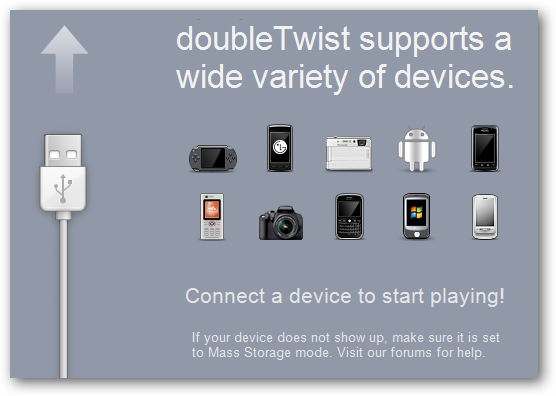 doubleTwist supports a
wide variety of devices.
LG
Connect a device to start playing!
If your device does not show up, make sure it is set
to Mass Storage mode. Visit our forums for help.